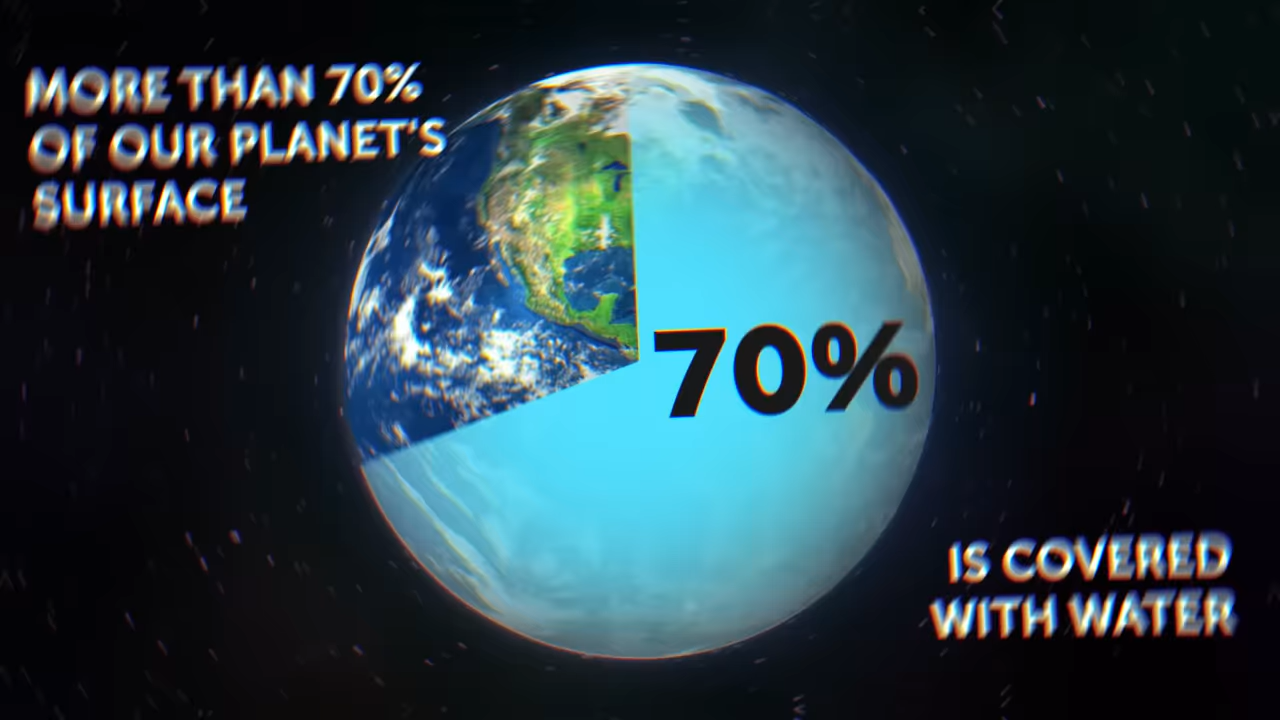 MORE THAN 70%
OF OUR PLANET'S
SURFACE
70%
IS COVERED
WITH WATER